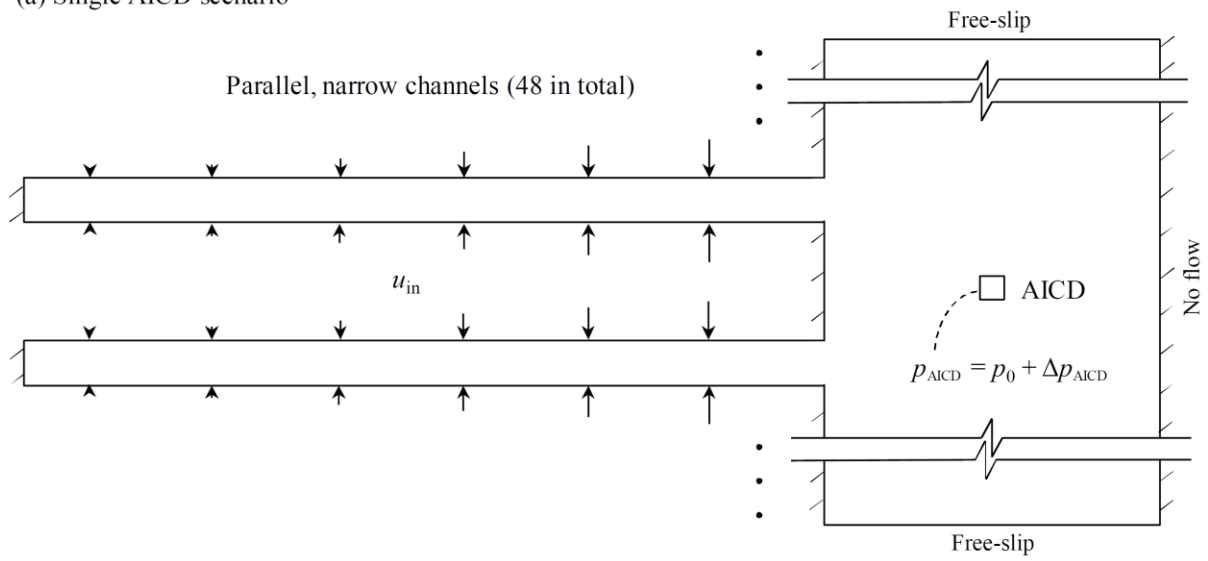 (a) Single AICD scenario
Free-slip
Parallel, narrow channels (48 in total)
u_in
AICD
No flow
p_AICD = p_0 + Δp_AICD
Free-slip